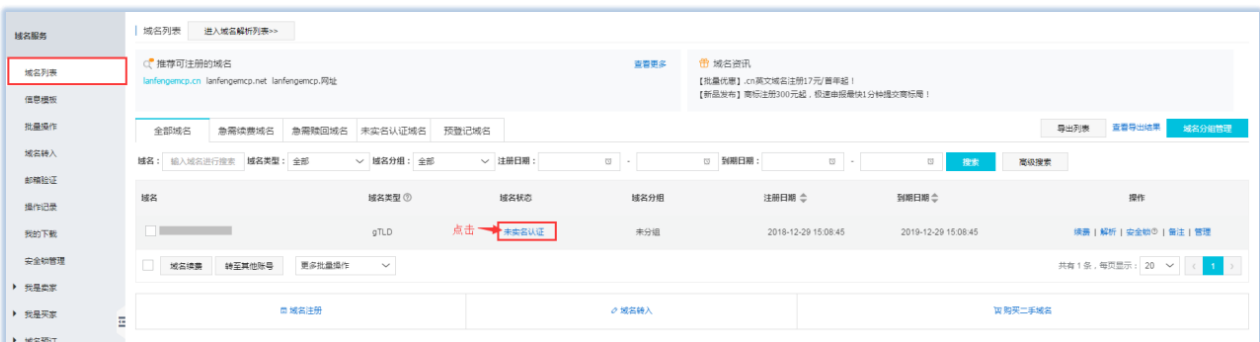 域名服务
域名列表
信息模板
批量操作
域名转入
邮箱验证
操作记录
我的下载
安全锁管理
我是卖家
我是买家
域名预订
域名列表 进入域名解析列表>>
推荐可注册的域名 查看更多
lanfengemcp.cn lanfengemcp.net lanfengemcp.网址
域名资讯
【批量优惠】.cn英文域名注册17元/首年起！
【新品发布】商标注册300元起，极速申报最快1分钟提交商标局！
全部域名 急需续费域名 急需赎回域名 未实名认证域名 预登记域名 导出列表 查看导出结果 域名分组管理
域名： 输入域名进行搜索 域名类型： 全部 域名分组： 全部 注册日期： - 到期日期： - 搜索 高级搜索
域名 域名类型 域名状态 域名分组 注册日期 到期日期 操作
gTLD 点击 未实名认证 未分组 2018-12-29 15:08:45 2019-12-29 15:08:45 续费 | 解析 | 安全锁 | 备注 | 管理
域名续费 转至其他账号 更多批量操作 共有1条，每页显示： 20 < 1 >
域名注册 域名转入 购买二手域名